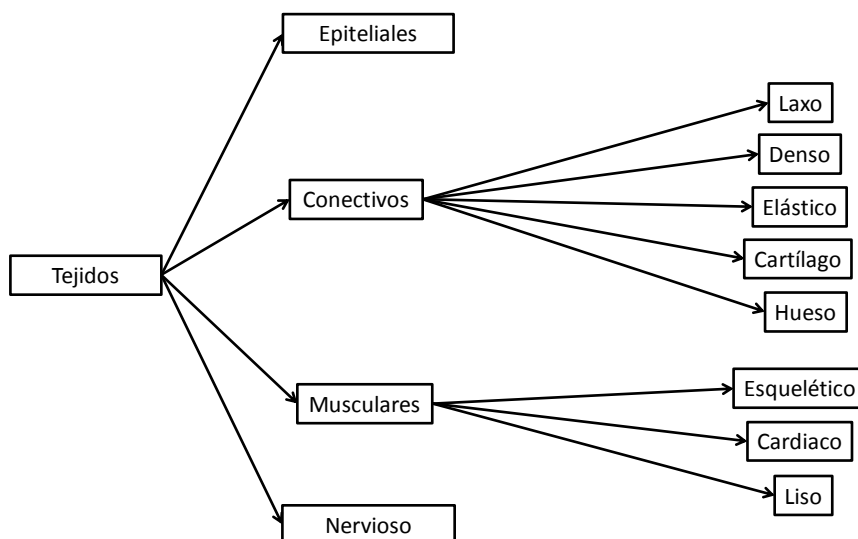 Epiteliales
Laxo
Denso
Conectivos
Elástico
Tejidos
Cartílago
Hueso
Musculares
Esquelético
Cardiaco
Liso
Nervioso